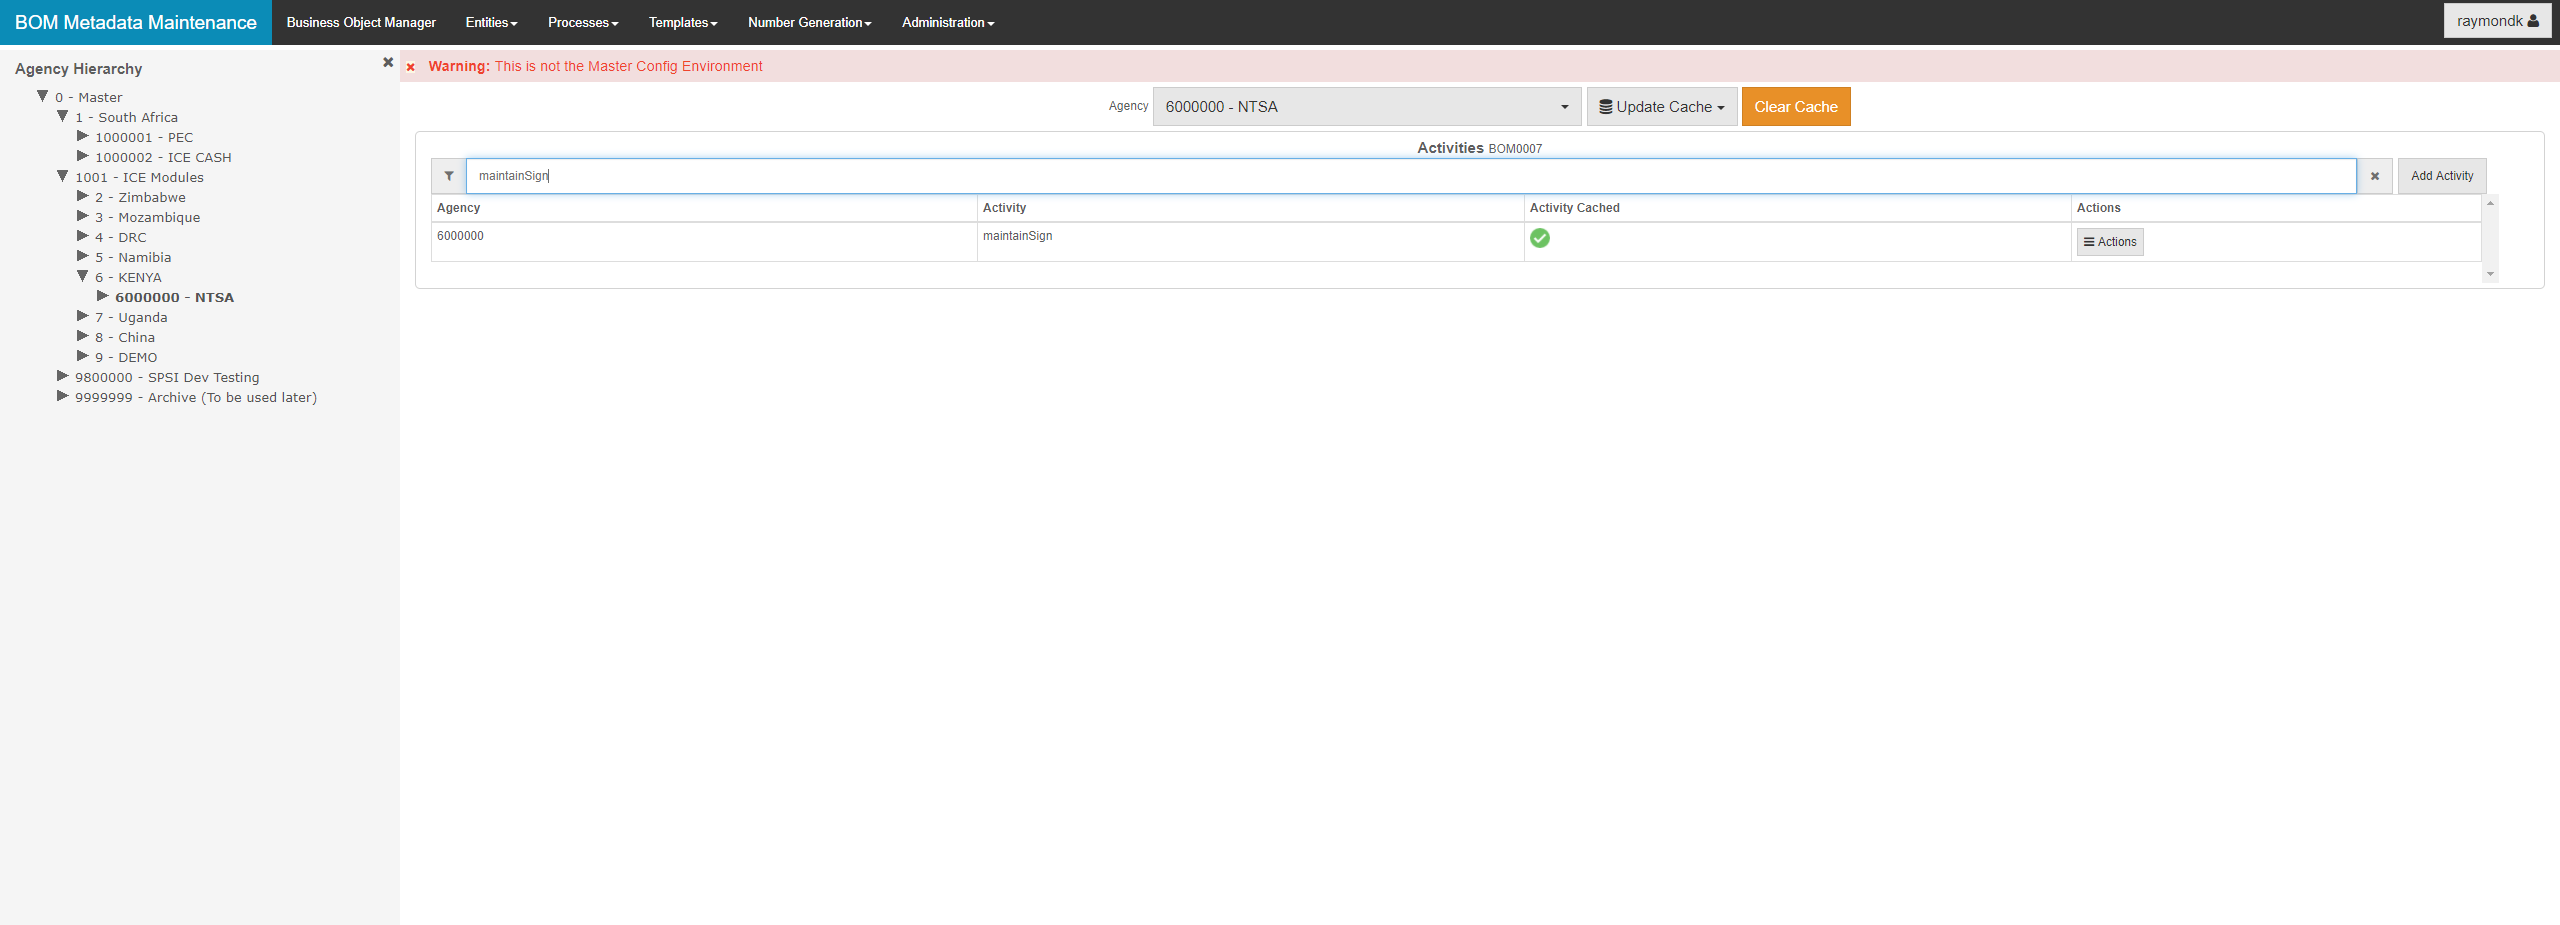 BOM Metadata Maintenance Business Object Manager Entities Processes Templates Number Generation Administration raymondk
Agency Hierarchy
0 - Master
1 - South Africa
1000001 - PEC
1000002 - ICE CASH
1001 - ICE Modules
2 - Zimbabwe
3 - Mozambique
4 - DRC
5 - Namibia
6 - KENYA
6000000 - NTSA
7 - Uganda
8 - China
9 - DEMO
9800000 - SPSI Dev Testing
9999999 - Archive (To be used later)
Warning: This is not the Master Config Environment
Agency 6000000 - NTSA Update Cache Clear Cache
Activities BOM0007
maintainSign Add Activity
Agency Activity Activity Cached Actions
6000000 maintainSign Actions